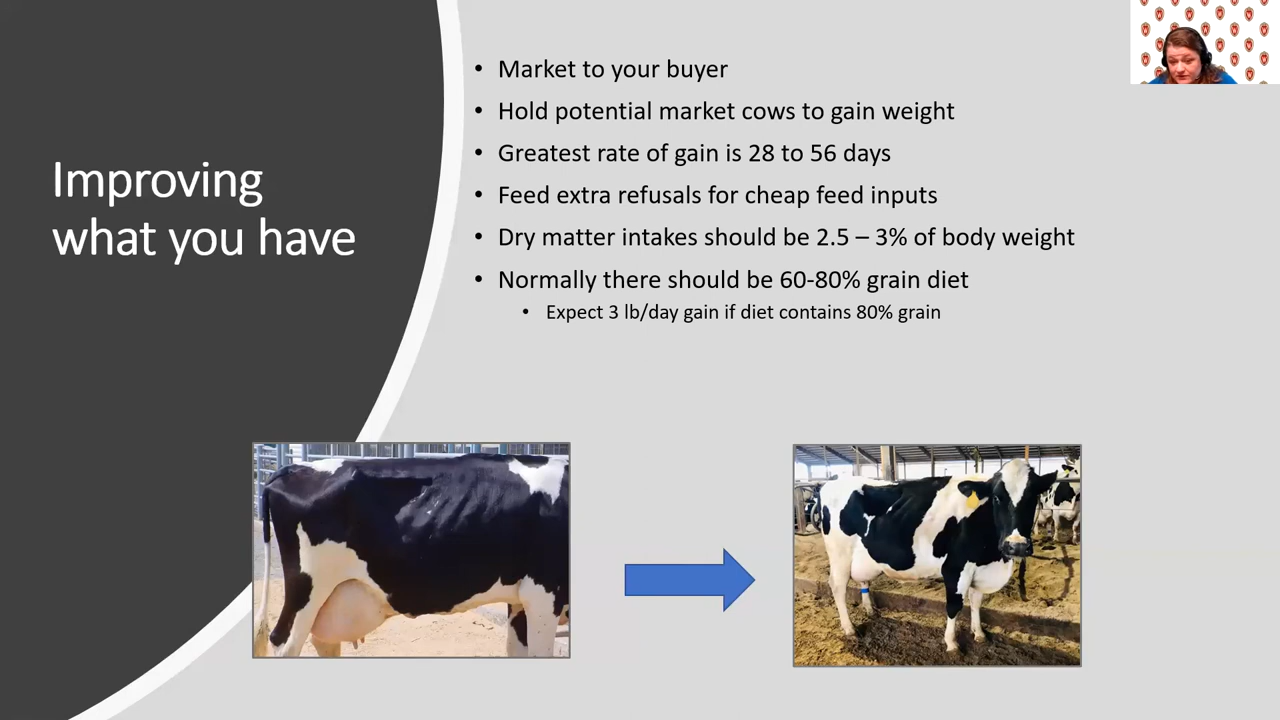 Improving
what you have
• Market to your buyer
• Hold potential market cows to gain weight
• Greatest rate of gain is 28 to 56 days
• Feed extra refusals for cheap feed inputs
• Dry matter intakes should be 2.5 – 3% of body weight
• Normally there should be 60-80% grain diet
• Expect 3 lb/day gain if diet contains 80% grain